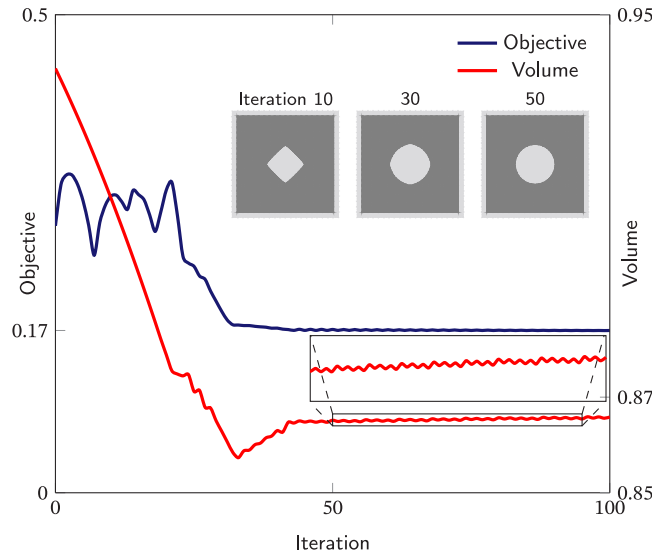 0.5
0.95
Objective
Volume
Iteration 10
30
50
Objective
Volume
0.17
0.87
0
0.85
0
50
100
Iteration